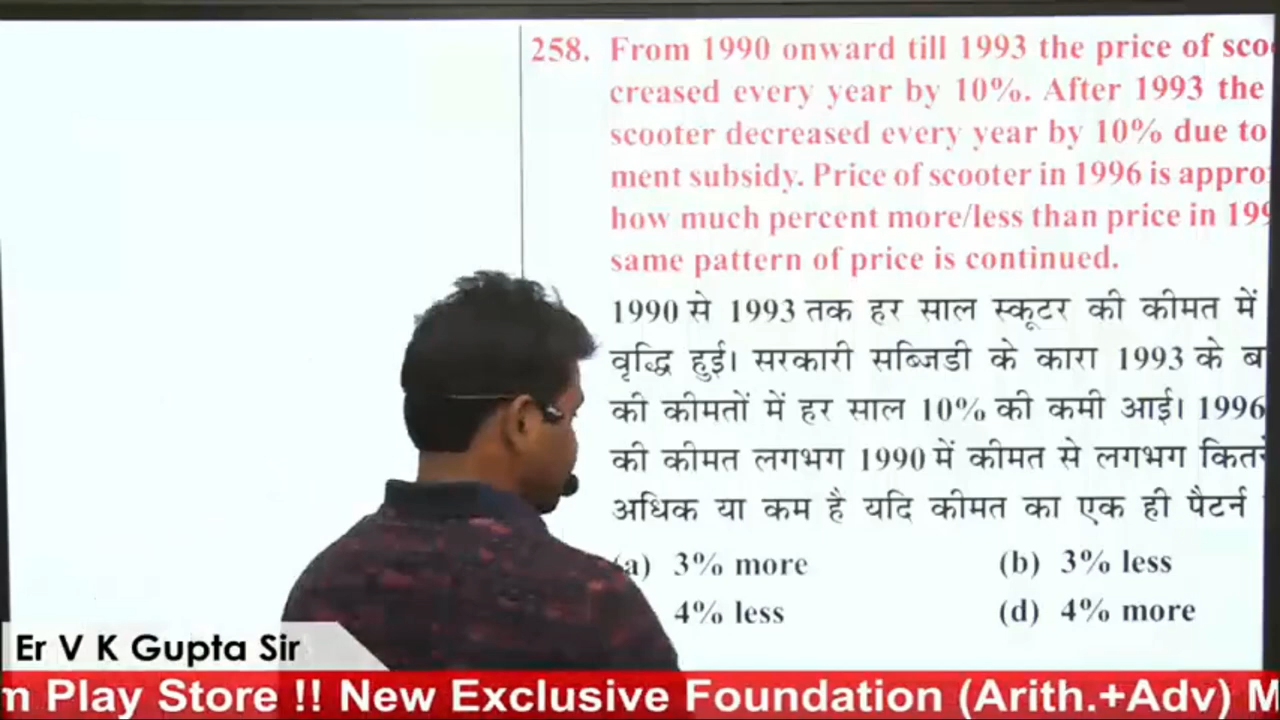 258. From 1990 onward till 1993 the price of sco
creased every year by 10%. After 1993 the
scooter decreased every year by 10% due to
ment subsidy. Price of scooter in 1996 is appro
how much percent more/less than price in 199
same pattern of price is continued.
1990 से 1993 तक हर साल स्कूटर की कीमत में
वृद्धि हुई। सरकारी सब्जिडी के कारा 1993 के ब
की कीमतों में हर साल 10% की कमी आई। 1996
की कीमत लगभग 1990 में कीमत से लगभग कित
अधिक या कम है यदि कीमत का एक ही पैटर्न
(a) 3% more (b) 3% less
4% less (d) 4% more
Er V K Gupta Sir
m Play Store !! New Exclusive Foundation (Arith.+Adv) M